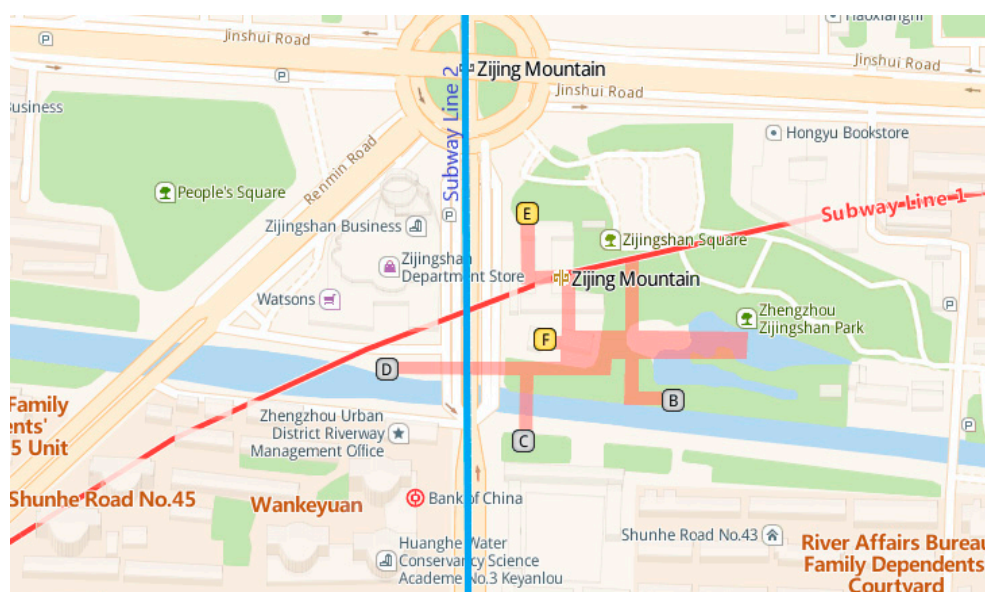 Haoxianghi
P
Jinshui Road
Jinshui Road
Zijing Mountain
P
Jinshui Road
usiness
Hongyu Bookstore
Renmin Road
Subway Line 2
People's Square
Subway Line 1
P
E
Zijingshan Business
Zijingshan Square
Zijingshan
Department Store
Zijing Mountain
Watsons
P
Zhengzhou
Zijingshan Park
F
D
B
Family
ents'
5 Unit
Zhengzhou Urban
District Riverway
Management Office
C
P
Shunhe Road No.45
Wankeyuan
Bank of China
Shunhe Road No.43
River Affairs Bureau
Family Dependents'
Courtyard
Huanghe Water
Conservancy Science
Academe No.3 Keyanlou